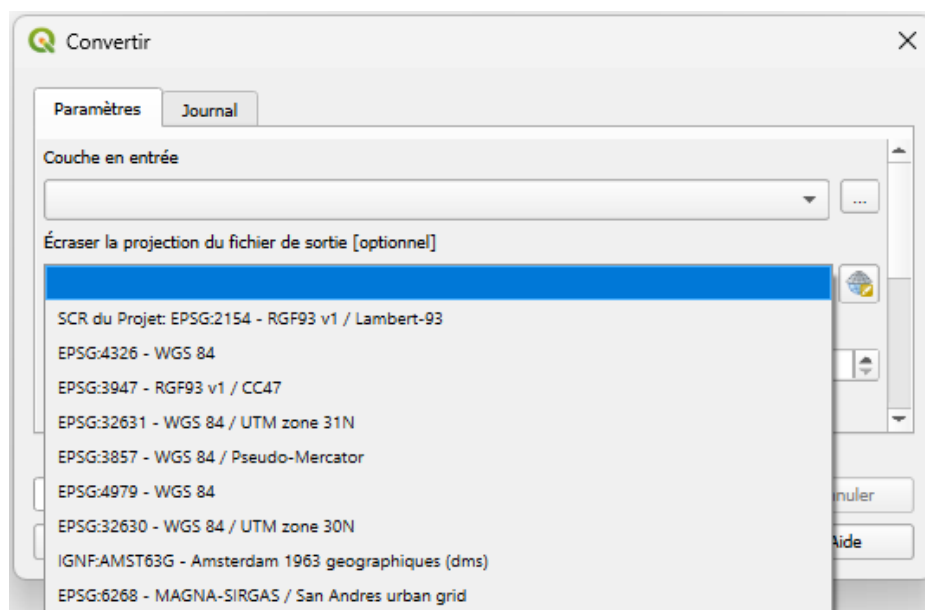 Convertir
Paramètres
Journal
Couche en entrée
...
Écraser la projection du fichier de sortie [optionnel]
SCR du Projet: EPSG:2154 - RGF93 v1 / Lambert-93
EPSG:4326 - WGS 84
EPSG:3947 - RGF93 v1 / CC47
EPSG:32631 - WGS 84 / UTM zone 31N
EPSG:3857 - WGS 84 / Pseudo-Mercator
EPSG:4979 - WGS 84
nuler
EPSG:32630 - WGS 84 / UTM zone 30N
Aide
IGNF:AMST63G - Amsterdam 1963 geographiques (dms)
EPSG:6268 - MAGNA-SIRGAS / San Andres urban grid